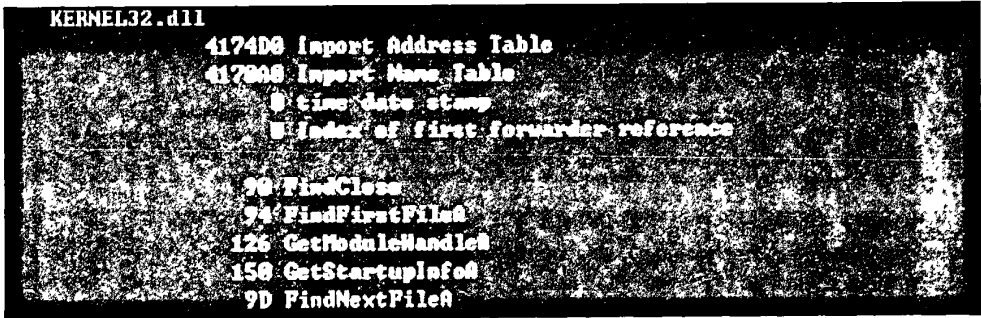 KERNEL32.dll
4174D0 Import Address Table
4170A8 Import Name Table
0 time date stamp
0 Index of first forwarder reference
90 FindClose
94 FindFirstFileA
126 GetModuleHandleA
150 GetStartupInfoA
9D FindNextFileA